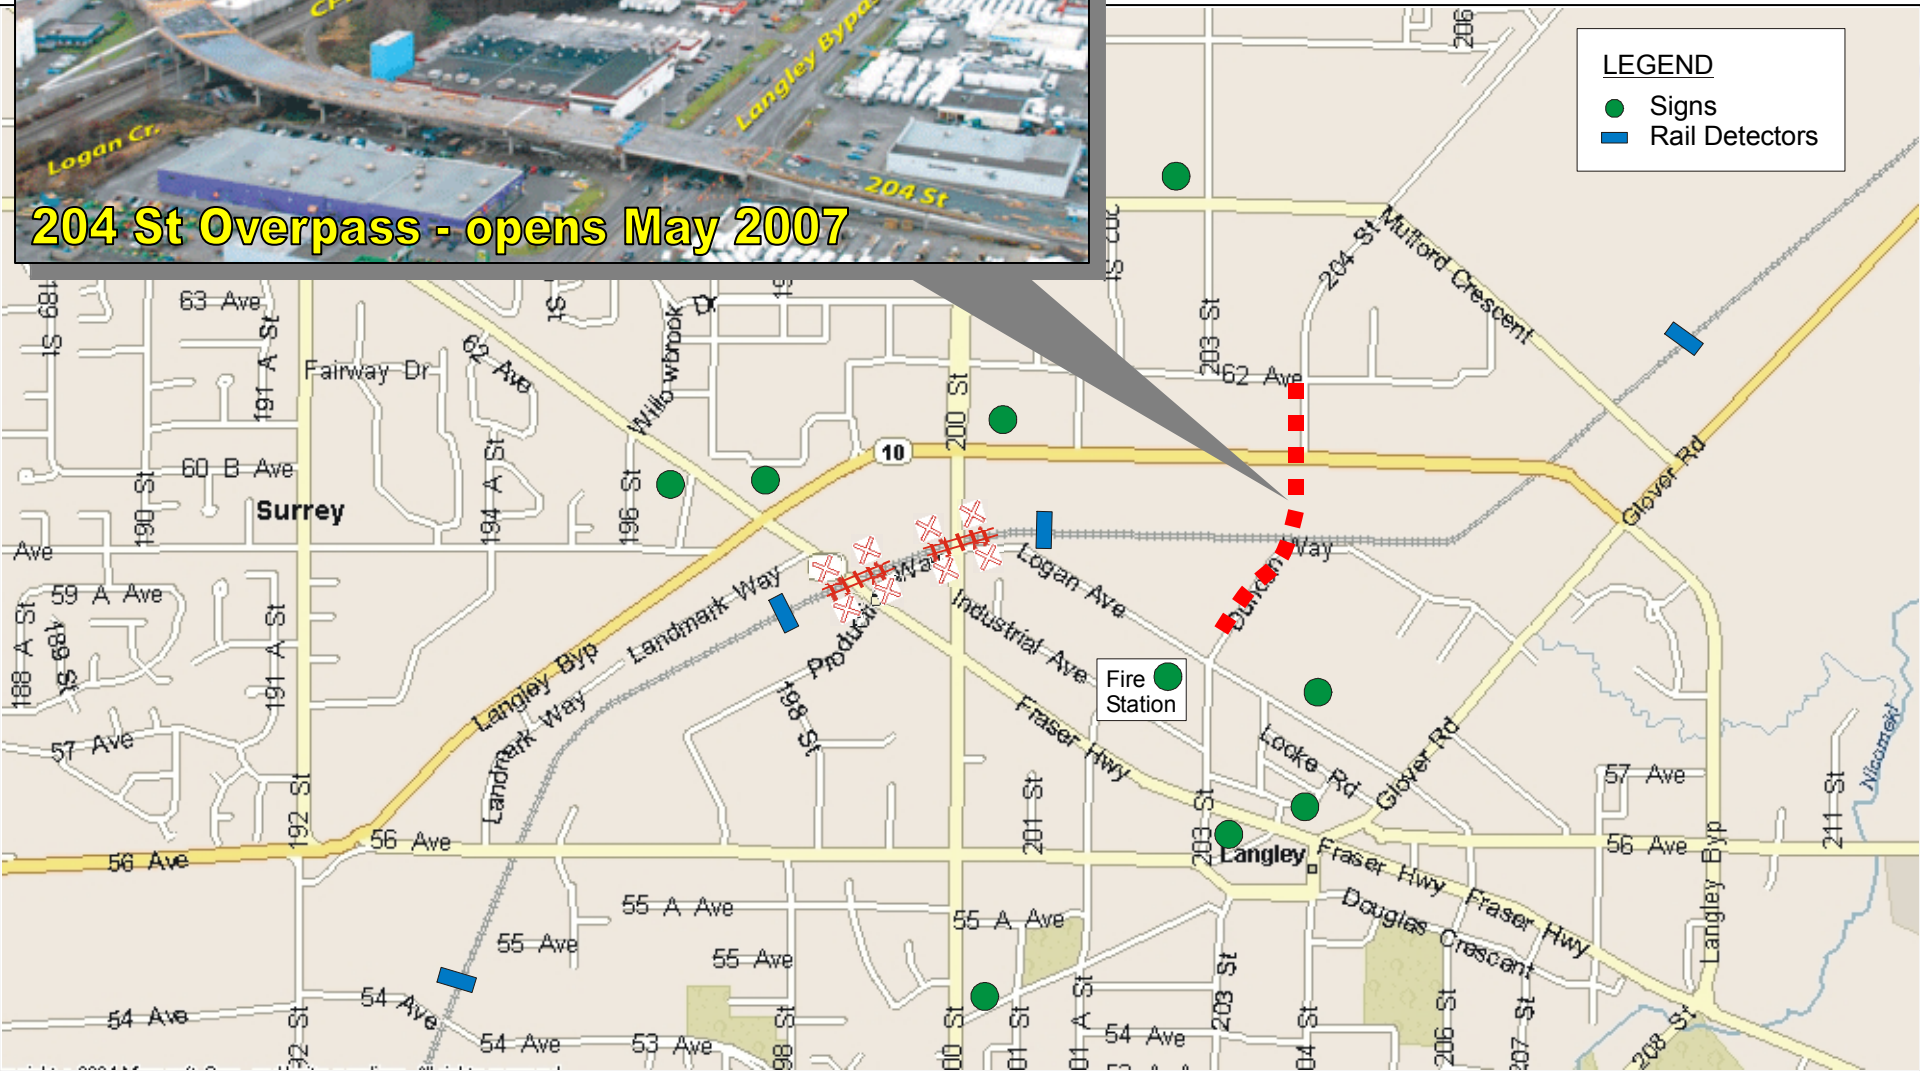 Langley Bypass
Logan Cr.
204 St
204 St Overpass - opens May 2007
LEGEND
Signs
Rail Detectors
206
Mufford Crescent
204 St
203 St
62 Ave
63 Ave
191 A St
Fairway Dr
62 Ave
Willowbrook Dr
200 St
10
60 B Ave
190 St
Surrey
194 A St
196 St
Glover Rd
Ave
Way
Way
Logan Ave
Duncan
59 A Ave
188 A St
189 St
191 A St
Landmark Way
Langley Byp
Landmark Way
Landmark
Industrial Ave
198 St
Fire
Station
Fraser Hwy
Locke Rd
Glover Rd
57 Ave
192 St
56 Ave
56 Ave
201 St
203 St
Langley
Fraser Hwy
Fraser Hwy
57 Ave
56 Ave
211 St
Langley Byp
Douglas Crescent
55 A Ave
55 A Ave
55 Ave
55 Ave
54 Ave
54 Ave
54 Ave
53 Ave
54 Ave
203 St
206 St
208 St